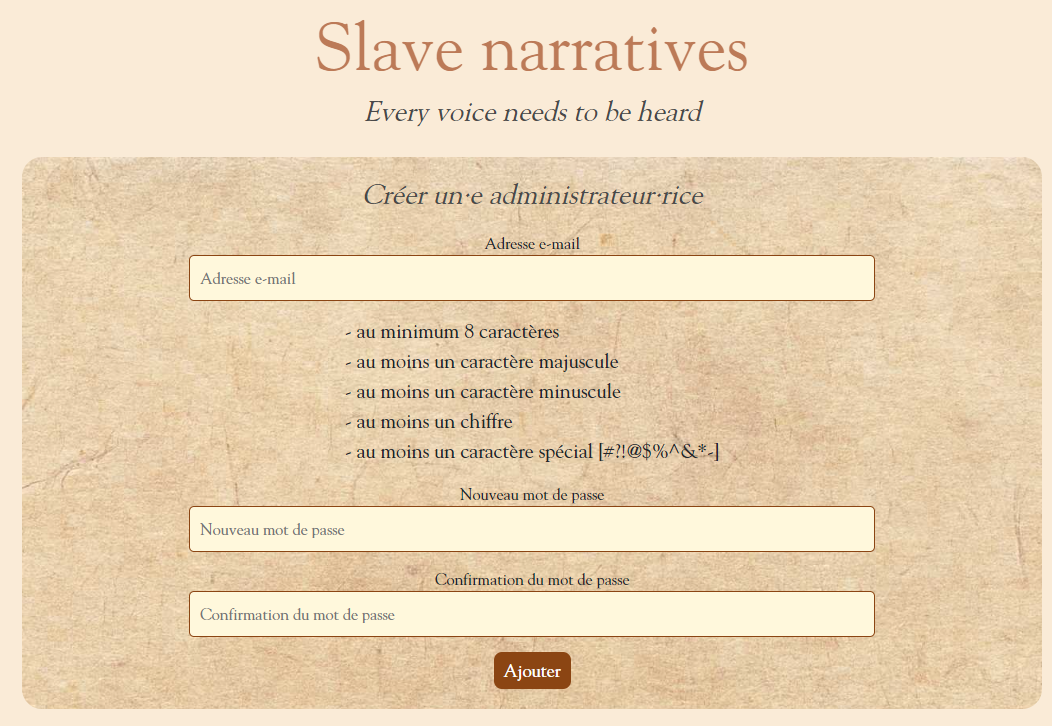 Slave narratives
Every voice needs to be heard
Créer un·e administrateur·rice
Adresse e-mail
Adresse e-mail
- au minimum 8 caractères
- au moins un caractère majuscule
- au moins un caractère minuscule
- au moins un chiffre
- au moins un caractère spécial [#?!@$%^&*-]
Nouveau mot de passe
Nouveau mot de passe
Confirmation du mot de passe
Confirmation du mot de passe
Ajouter